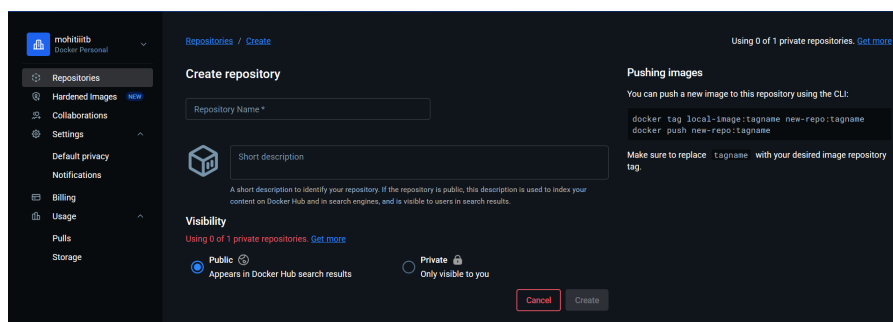 mohitiiitb
Docker Personal
Repositories
Hardened Images NEW
Collaborations
Settings
Default privacy
Notifications
Billing
Usage
Pulls
Storage
Repositories / Create
Using 0 of 1 private repositories. Get more
Create repository
Repository Name *
Short description
A short description to identify your repository. If the repository is public, this description is used to index your
content on Docker Hub and in search engines, and is visible to users in search results.
Visibility
Using 0 of 1 private repositories. Get more
Public
Appears in Docker Hub search results
Private
Only visible to you
Cancel Create
Pushing images
You can push a new image to this repository using the CLI:
docker tag local-image:tagname new-repo:tagname
docker push new-repo:tagname
Make sure to replace tagname with your desired image repository
tag.